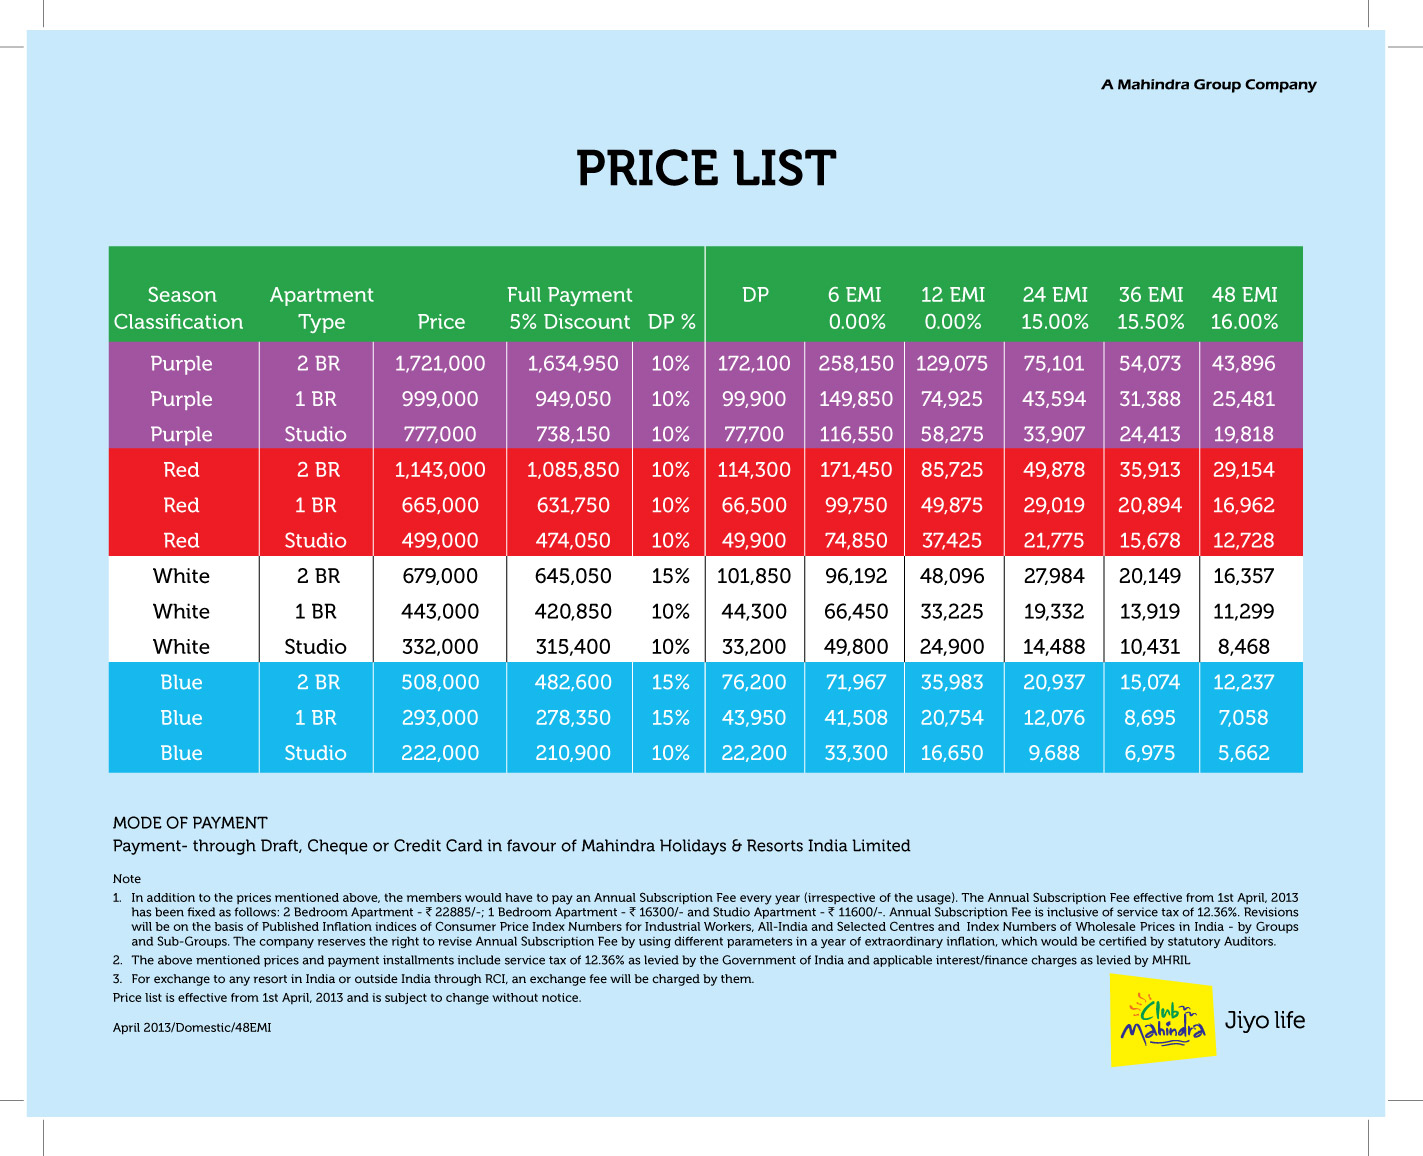 A Mahindra Group Company
PRICE LIST
Season Classification Apartment Type Price Full Payment 5% Discount DP % DP 6 EMI 0.00% 12 EMI 0.00% 24 EMI 15.00% 36 EMI 15.50% 48 EMI 16.00%
Purple 2 BR 1,721,000 1,634,950 10% 172,100 258,150 129,075 75,101 54,073 43,896
Purple 1 BR 999,000 949,050 10% 99,900 149,850 74,925 43,594 31,388 25,481
Purple Studio 777,000 738,150 10% 77,700 116,550 58,275 33,907 24,413 19,818
Red 2 BR 1,143,000 1,085,850 10% 114,300 171,450 85,725 49,878 35,913 29,154
Red 1 BR 665,000 631,750 10% 66,500 99,750 49,875 29,019 20,894 16,962
Red Studio 499,000 474,050 10% 49,900 74,850 37,425 21,775 15,678 12,728
White 2 BR 679,000 645,050 15% 101,850 96,192 48,096 27,984 20,149 16,357
White 1 BR 443,000 420,850 10% 44,300 66,450 33,225 19,332 13,919 11,299
White Studio 332,000 315,400 10% 33,200 49,800 24,900 14,488 10,431 8,468
Blue 2 BR 508,000 482,600 15% 76,200 71,967 35,983 20,937 15,074 12,237
Blue 1 BR 293,000 278,350 15% 43,950 41,508 20,754 12,076 8,695 7,058
Blue Studio 222,000 210,900 10% 22,200 33,300 16,650 9,688 6,975 5,662
MODE OF PAYMENT
Payment- through Draft, Cheque or Credit Card in favour of Mahindra Holidays & Resorts India Limited
Note
1. In addition to the prices mentioned above, the members would have to pay an Annual Subscription Fee every year (irrespective of the usage). The Annual Subscription Fee effective from 1st April, 2013
has been fixed as follows: 2 Bedroom Apartment - ₹ 22885/-; 1 Bedroom Apartment - ₹ 16300/- and Studio Apartment - ₹ 11600/-. Annual Subscription Fee is inclusive of service tax of 12.36%. Revisions
will be on the basis of Published Inflation indices of Consumer Price Index Numbers for Industrial Workers, All-India and Selected Centres and Index Numbers of Wholesale Prices in India - by Groups
and Sub-Groups. The company reserves the right to revise Annual Subscription Fee by using different parameters in a year of extraordinary inflation, which would be certified by statutory Auditors.
2. The above mentioned prices and payment installments include service tax of 12.36% as levied by the Government of India and applicable interest/finance charges as levied by MHRIL
3. For exchange to any resort in India or outside India through RCI, an exchange fee will be charged by them.
Price list is effective from 1st April, 2013 and is subject to change without notice.
April 2013/Domestic/48EMI
Club
Mahindra
Jiyo life